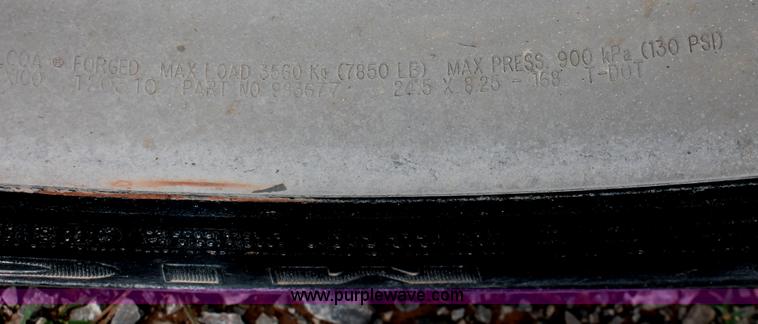 COA ® FORGED MAX LOAD 3560 KG (7850 LB) MAX PRESS. 900 kPa (130 PSI)
PART NO 24.5 X 8.25 - 168 T-DOT
www.purplewave.com